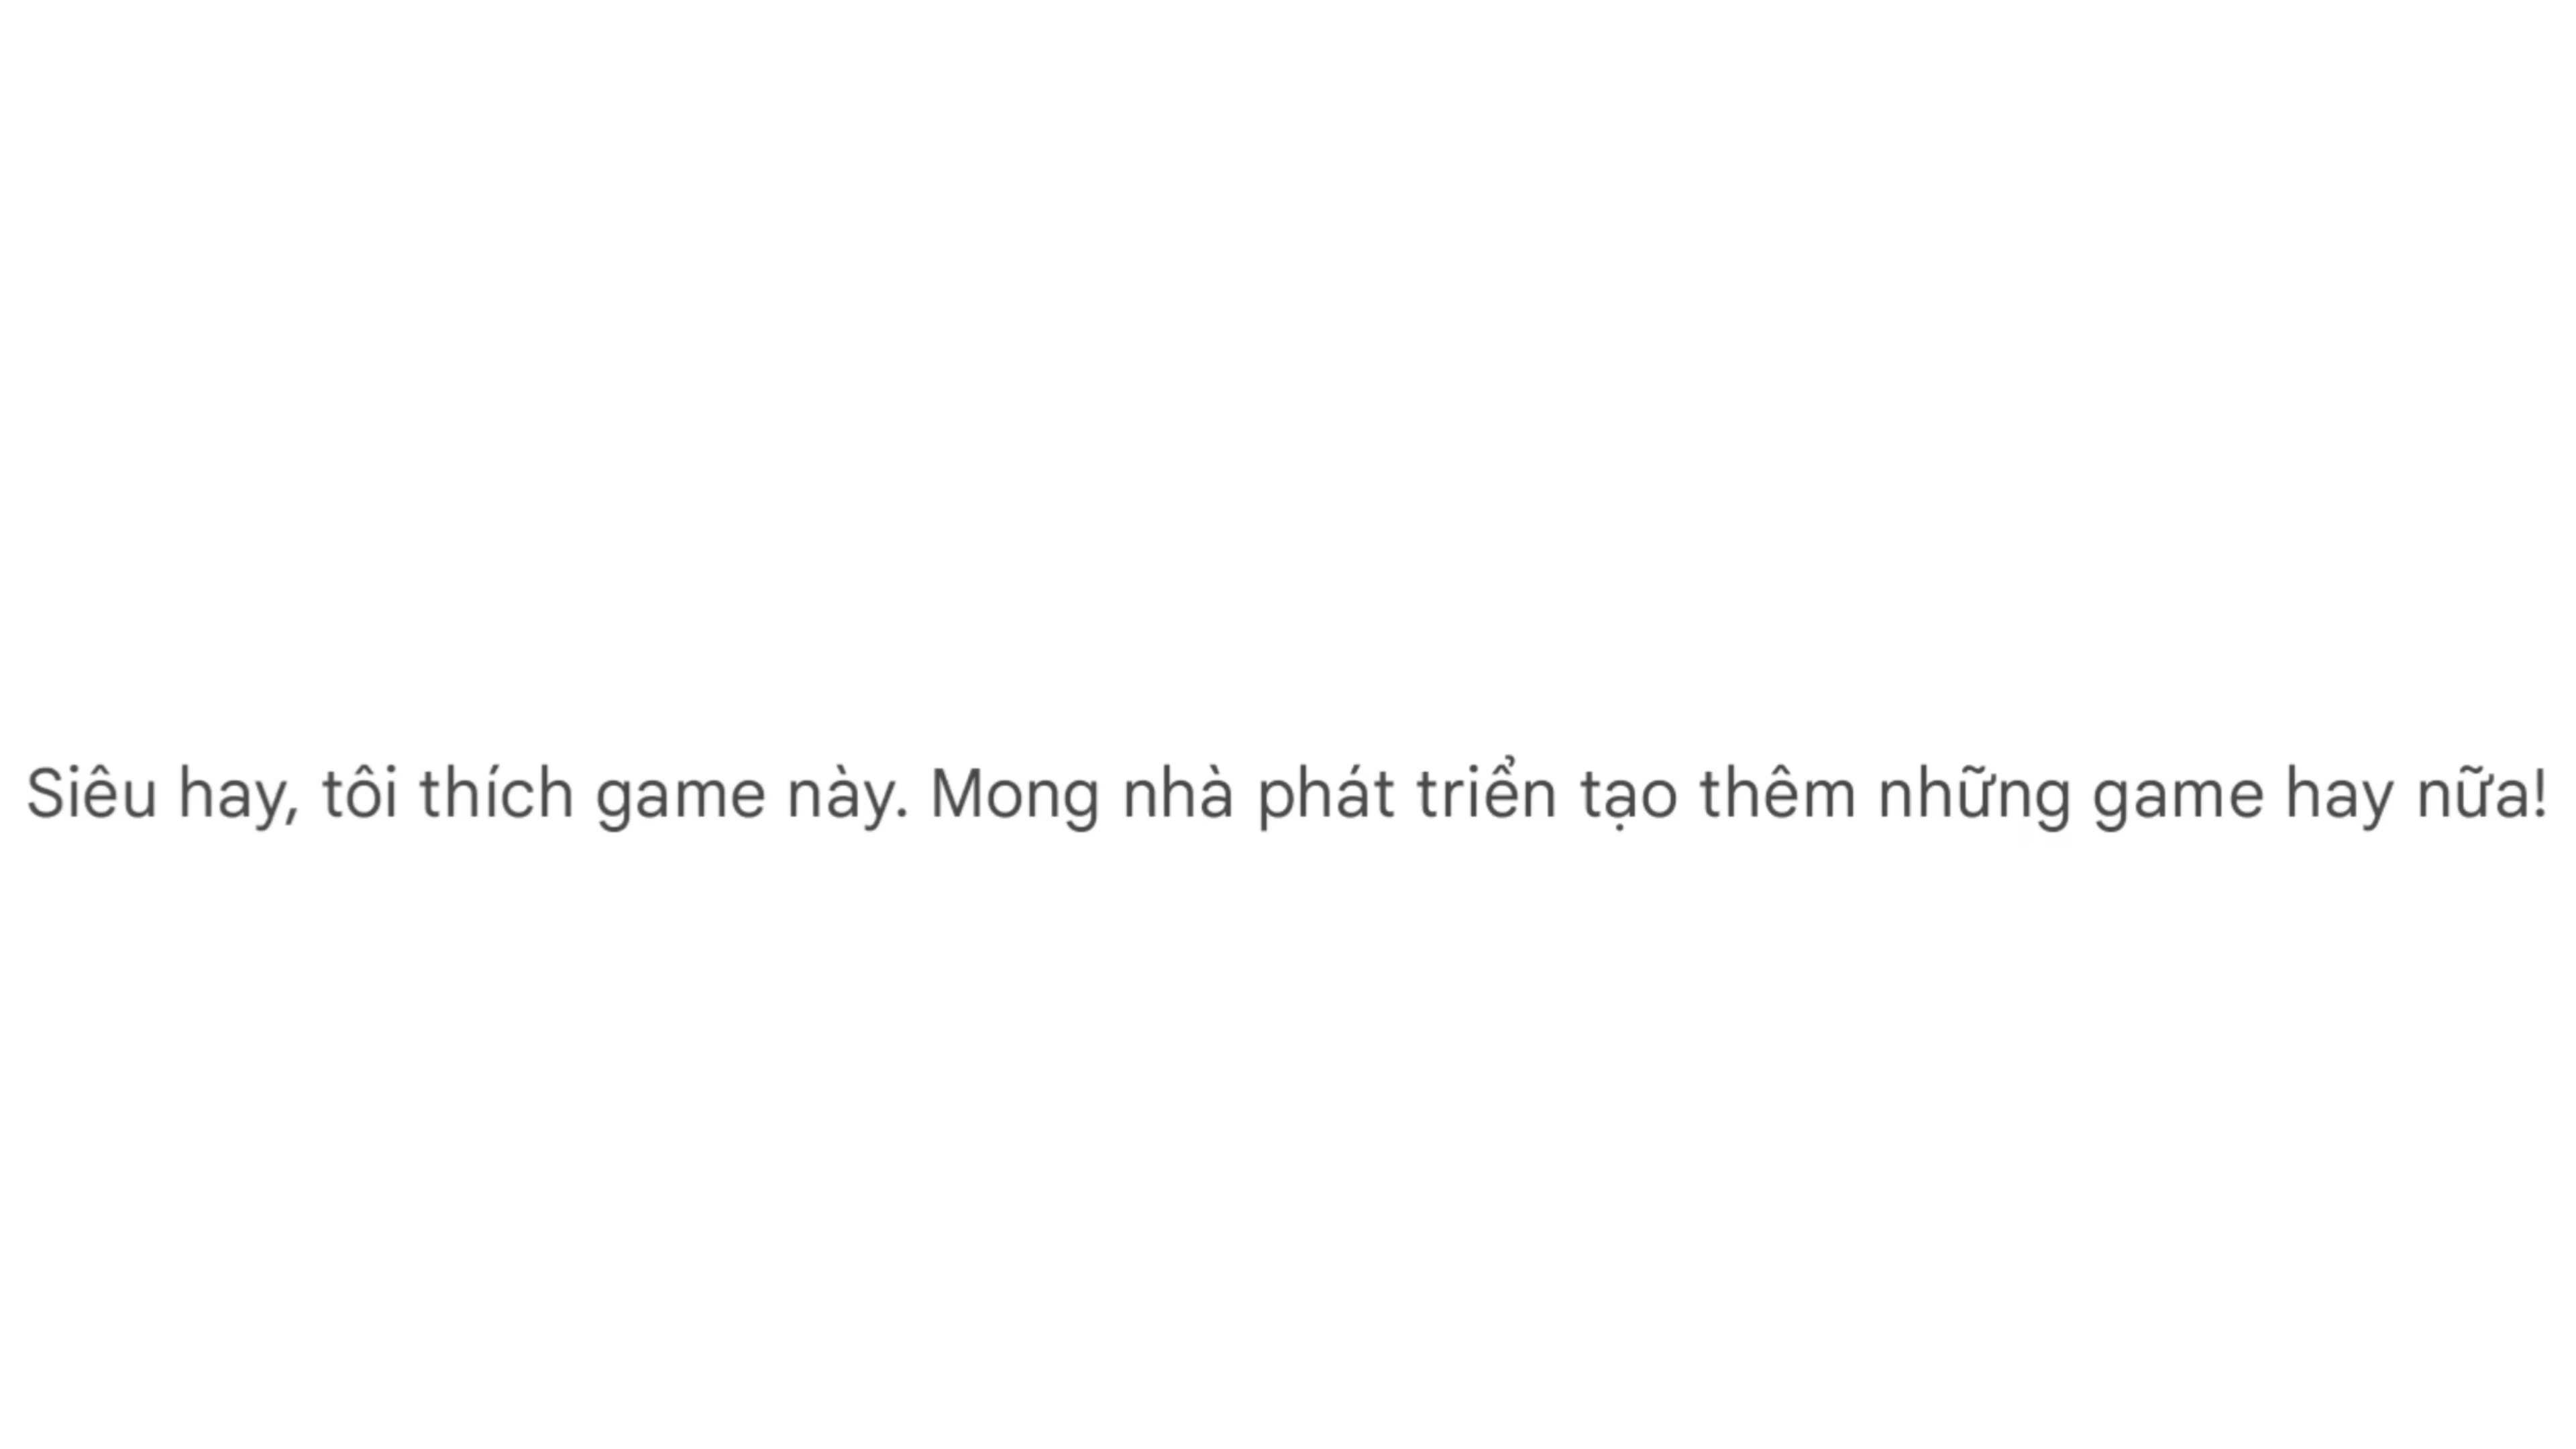 Siêu hay, tôi thích game này. Mong nhà phát triển tạo thêm những game hay nữa!